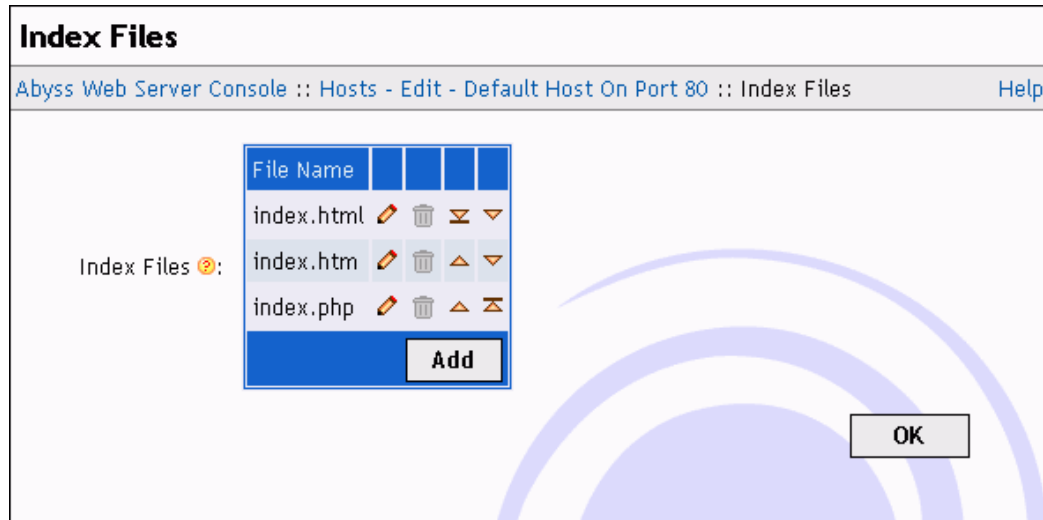 Index Files
Abyss Web Server Console :: Hosts - Edit - Default Host On Port 80 :: Index Files Help
File Name
index.html
Index Files ?:
index.htm
index.php
Add
OK